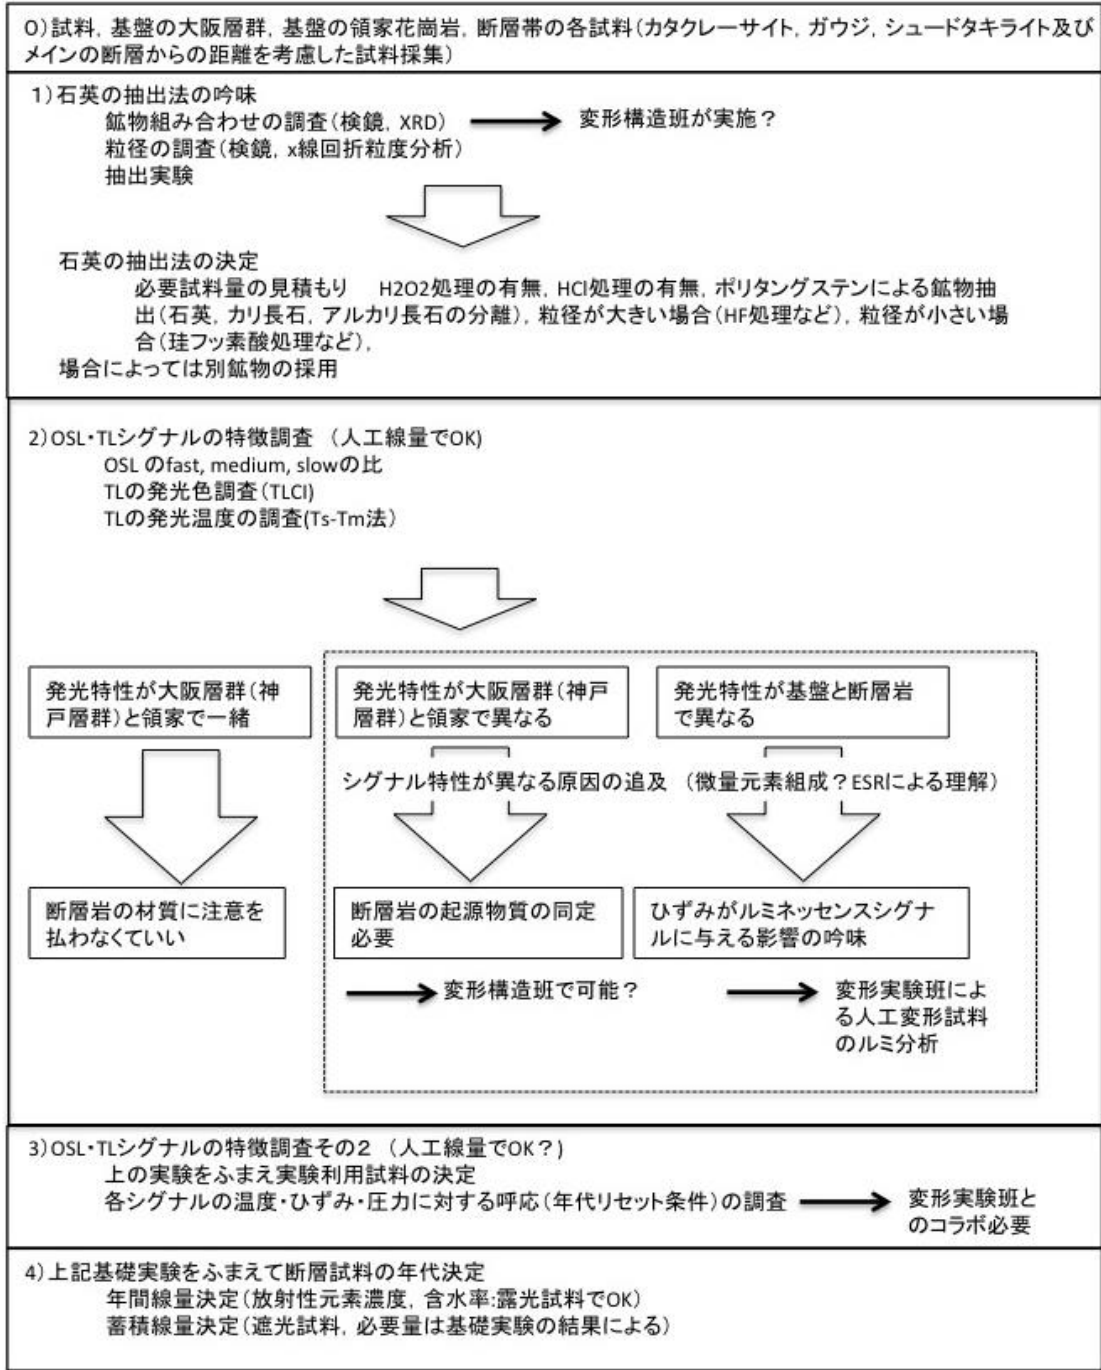 0）試料，基盤の大阪層群，基盤の領家花崗岩，断層帯の各試料（カタクレーサイト，ガウジ，シュードタキライト及び
メインの断層からの距離を考慮した試料採集）
1）石英の抽出法の吟味
鉱物組み合わせの調査（検鏡，XRD）
変形構造班が実施？
粒径の調査（検鏡，x線回折粒度分析）
抽出実験
石英の抽出法の決定
必要試料量の見積もり　H2O2処理の有無，HCl処理の有無，ポリタングステンによる鉱物抽
出（石英，カリ長石，アルカリ長石の分離），粒径が大きい場合（HF処理など），粒径が小さい場
合（珪フッ素酸処理など），
場合によっては別鉱物の採用
2）OSL・TLシグナルの特徴調査　（人工線量でOK)
OSL のfast, medium, slowの比
TLの発光色調査（TLCI)
TLの発光温度の調査(Ts-Tm法）
発光特性が大阪層群（神
戸層群）と領家で一緒
発光特性が大阪層群（神戸
層群）と領家で異なる
発光特性が基盤と断層岩
で異なる
シグナル特性が異なる原因の追及　（微量元素組成？ESRによる理解）
断層岩の材質に注意を
払わなくていい
断層岩の起源物質の同定
必要
ひずみがルミネッセンスシグナ
ルに与える影響の吟味
変形構造班で可能？
変形実験班によ
る人工変形試料
のルミ分析
3）OSL・TLシグナルの特徴調査その２　（人工線量でOK？)
上の実験をふまえ実験利用試料の決定
各シグナルの温度・ひずみ・圧力に対する呼応（年代リセット条件）の調査
変形実験班と
のコラボ必要
4）上記基礎実験をふまえて断層試料の年代決定
年間線量決定（放射性元素濃度，含水率:露光試料でOK）
蓄積線量決定（遮光試料，必要量は基礎実験の結果による）